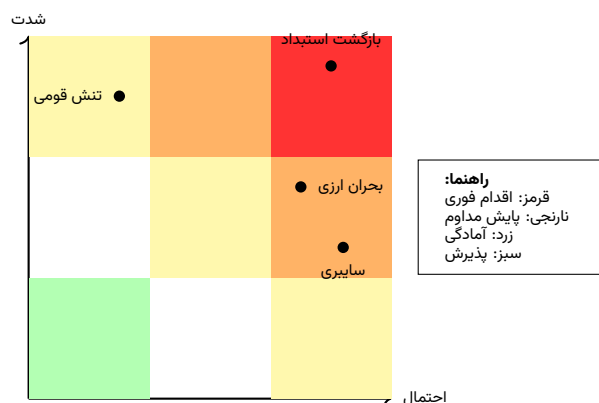 شدت
بازگشت استبداد
تنش قومی
بحران ارزی
سایبری
راهنما:
قرمز: اقدام فوری
نارنجی: پایش مداوم
زرد: آمادگی
سبز: پذیرش
احتمال